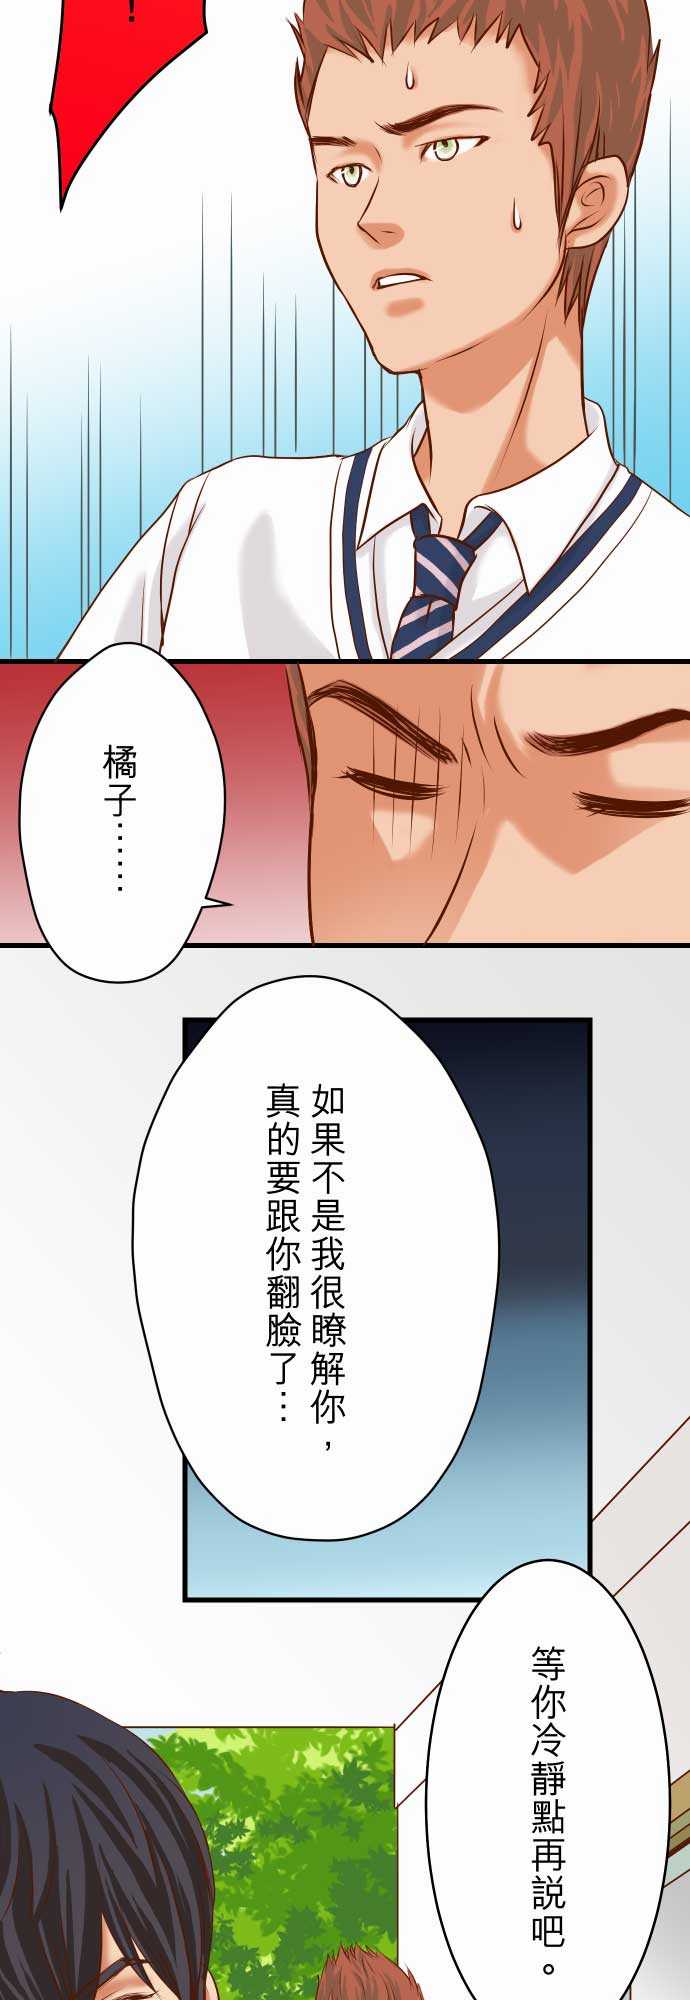 ！
橘子……
如果不是我很瞭解你，
真的要跟你翻臉了…
等你冷靜點再說吧。